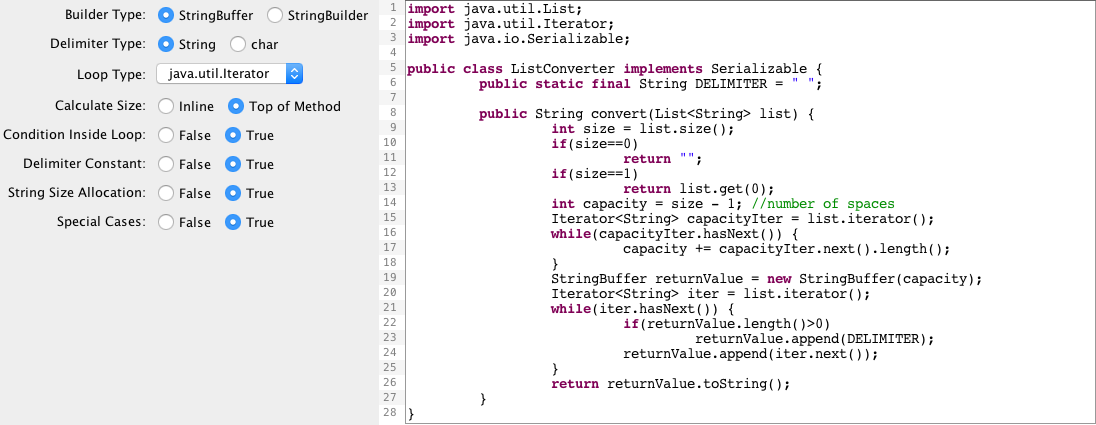 Builder Type: StringBuffer StringBuilder
Delimiter Type: String char
Loop Type: java.util.Iterator
Calculate Size: Inline Top of Method
Condition Inside Loop: False True
Delimiter Constant: False True
String Size Allocation: False True
Special Cases: False True
1 import java.util.List;
2 import java.util.Iterator;
3 import java.io.Serializable;
4
5 public class ListConverter implements Serializable {
6 public static final String DELIMITER = " ";
7
8 public String convert(List<String> list) {
9 int size = list.size();
10 if(size==0)
11 return "";
12 if(size==1)
13 return list.get(0);
14 int capacity = size - 1; //number of spaces
15 Iterator<String> capacityIter = list.iterator();
16 while(capacityIter.hasNext()) {
17 capacity += capacityIter.next().length();
18 }
19 StringBuffer returnValue = new StringBuffer(capacity);
20 Iterator<String> iter = list.iterator();
21 while(iter.hasNext()) {
22 if(returnValue.length()>0)
23 returnValue.append(DELIMITER);
24 returnValue.append(iter.next());
25 }
26 return returnValue.toString();
27 }
28 }